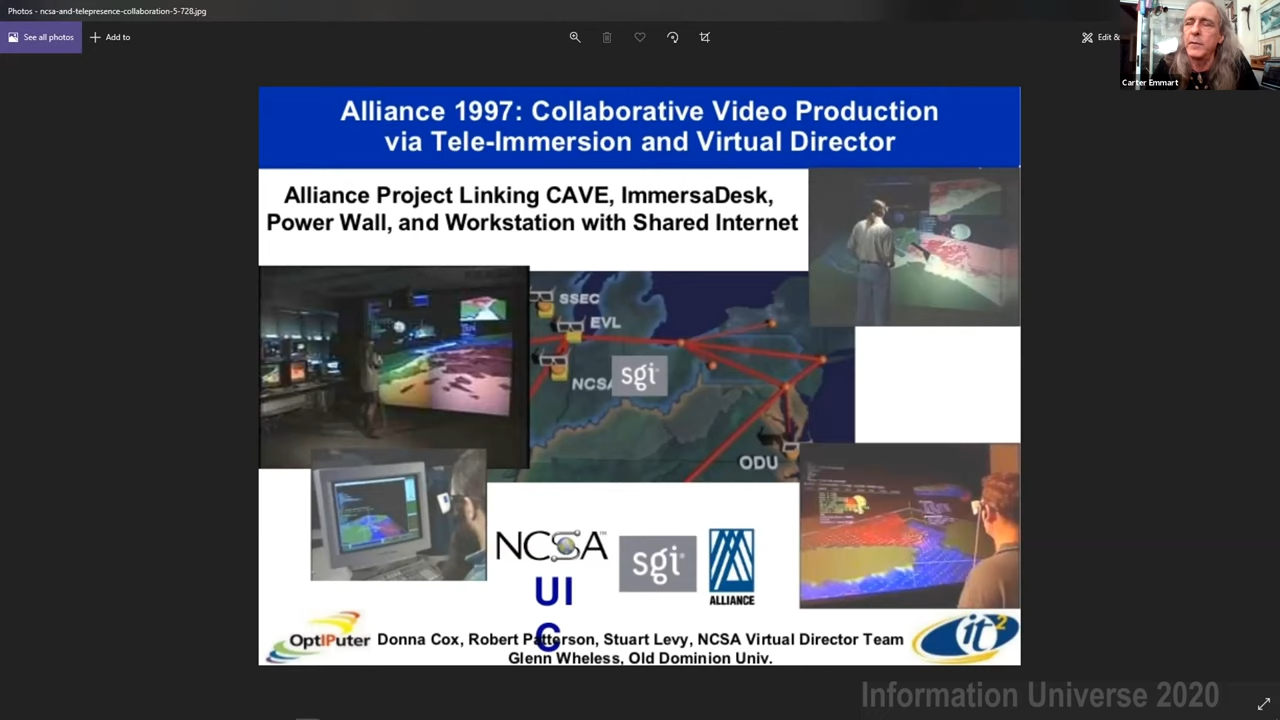 Photos - ncsa-and-telepresence-collaboration-5-728.jpg
See all photos
Add to
Edit &
Carter Emmart
Alliance 1997: Collaborative Video Production
via Tele-Immersion and Virtual Director
Alliance Project Linking CAVE, ImmersaDesk,
Power Wall, and Workstation with Shared Internet
SSEC
EVL
NCSA
sgi
ODU
NCSA
sgi
ALLIANCE
UI
C
OptIPuter
Donna Cox, Robert Patterson, Stuart Levy, NCSA Virtual Director Team
it2
Glenn Wheless, Old Dominion Univ.
Information Universe 2020